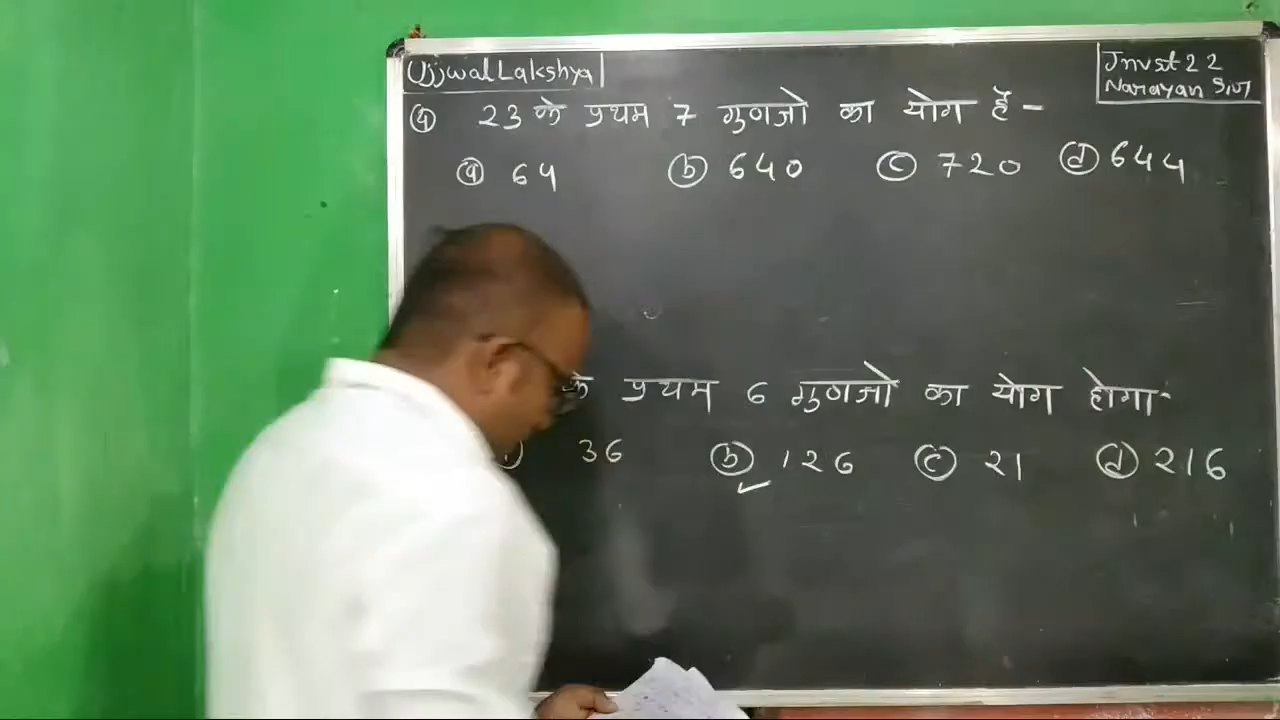 Ujjwal Lakshya
Jnvst 22
Narayan Sir
प्र 23 के प्रथम 7 गुणजो का योग है -
(a) 64 (b) 640 (c) 720 (d) 644
के प्रथम 6 गुणजो का योग होगा-
36 (b) 126 (c) 21 (d) 216